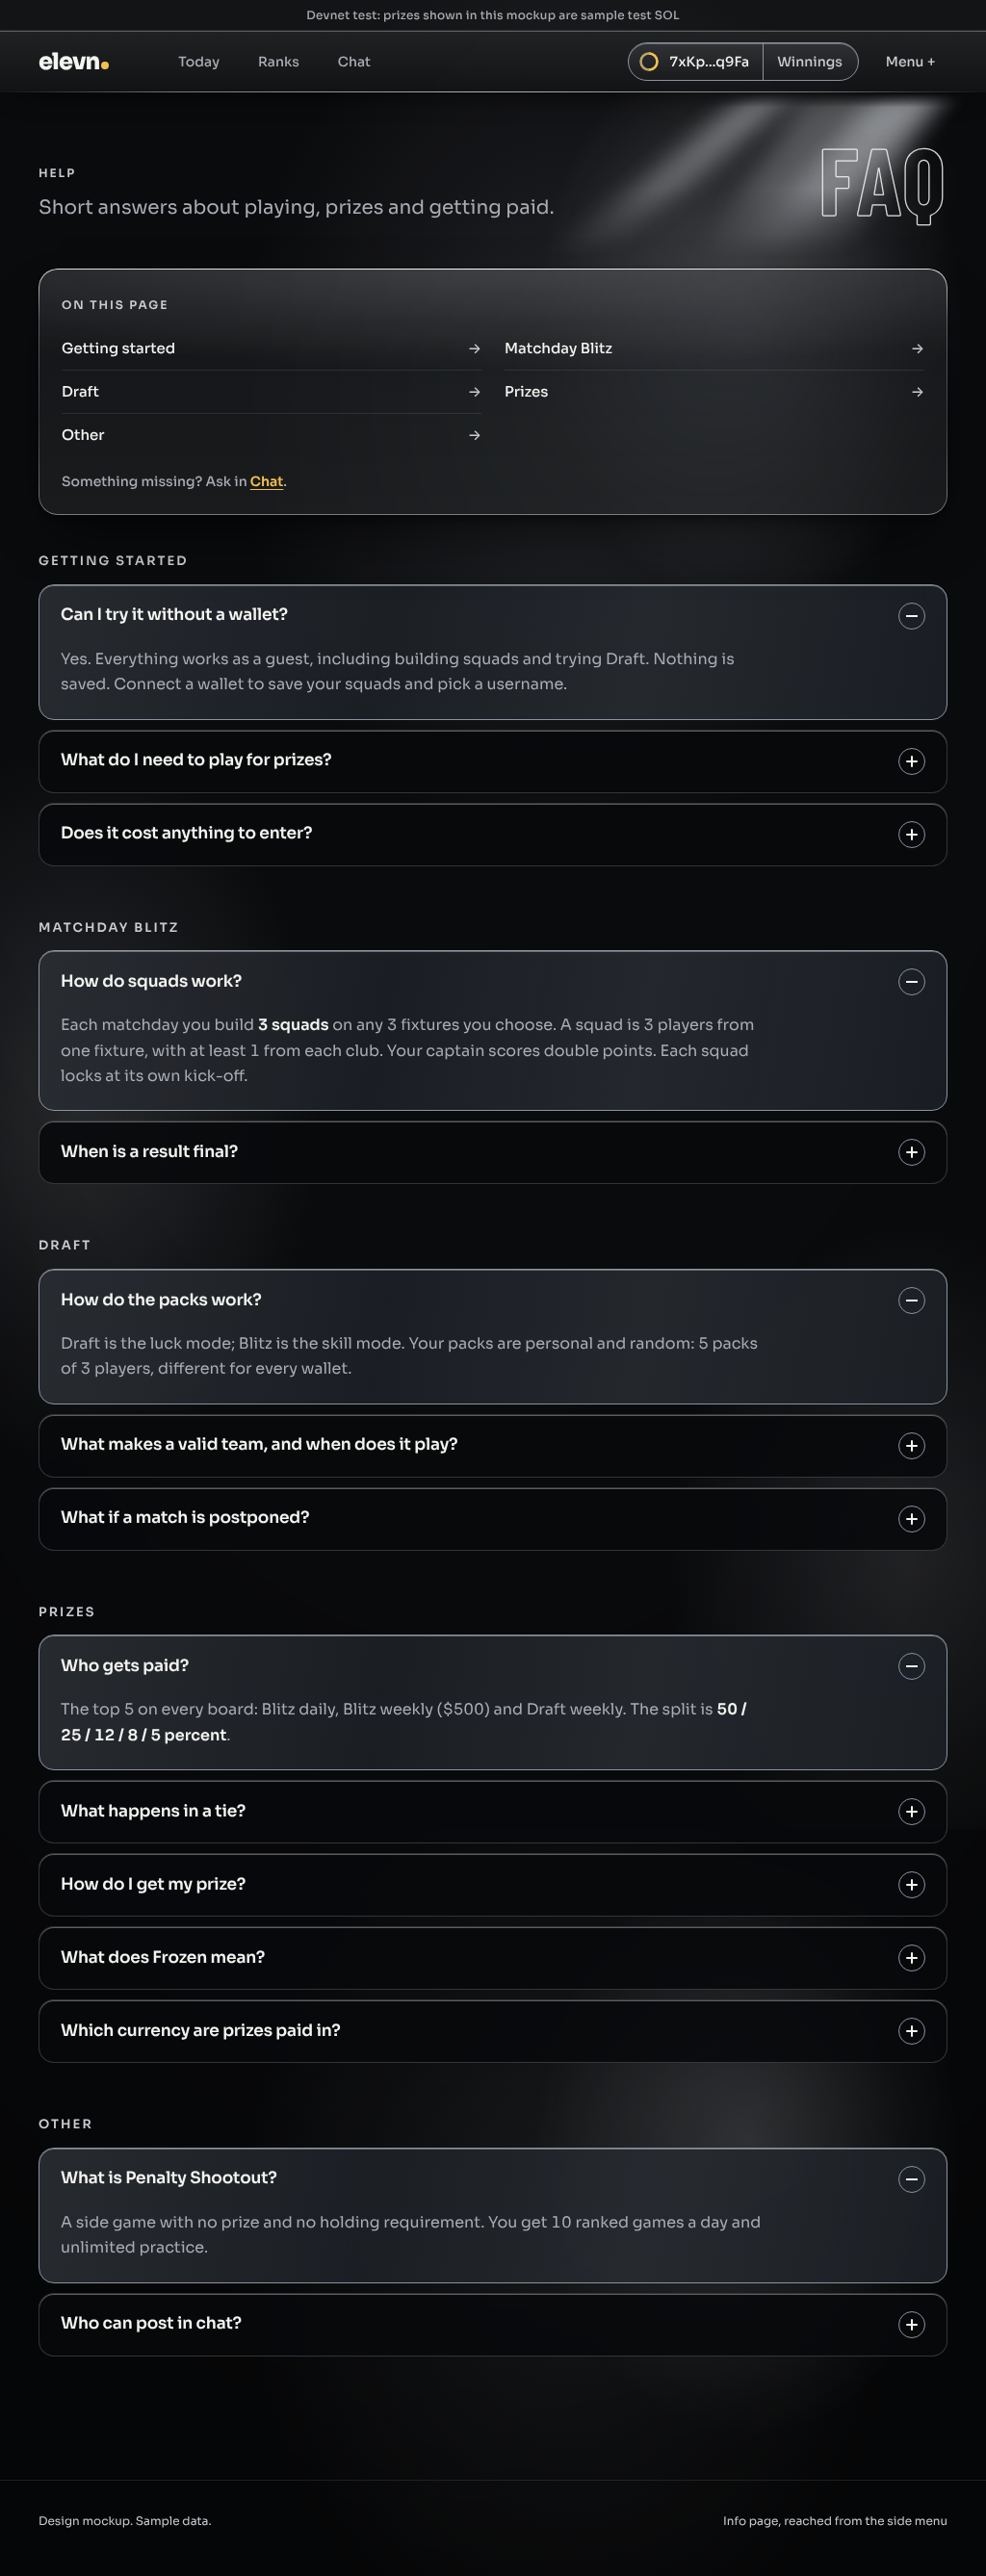 Devnet test: prizes shown in this mockup are sample test SOL
elevn.
Today
Ranks
Chat
7xKp...q9Fa
Winnings
Menu +
HELP
Short answers about playing, prizes and getting paid.
FAQ
ON THIS PAGE
Getting started →
Matchday Blitz →
Draft →
Prizes →
Other →
Something missing? Ask in Chat.
GETTING STARTED
Can I try it without a wallet?
Yes. Everything works as a guest, including building squads and trying Draft. Nothing is
saved. Connect a wallet to save your squads and pick a username.
What do I need to play for prizes?
Does it cost anything to enter?
MATCHDAY BLITZ
How do squads work?
Each matchday you build 3 squads on any 3 fixtures you choose. A squad is 3 players from
one fixture, with at least 1 from each club. Your captain scores double points. Each squad
locks at its own kick-off.
When is a result final?
DRAFT
How do the packs work?
Draft is the luck mode; Blitz is the skill mode. Your packs are personal and random: 5 packs
of 3 players, different for every wallet.
What makes a valid team, and when does it play?
What if a match is postponed?
PRIZES
Who gets paid?
The top 5 on every board: Blitz daily, Blitz weekly ($500) and Draft weekly. The split is 50 /
25 / 12 / 8 / 5 percent.
What happens in a tie?
How do I get my prize?
What does Frozen mean?
Which currency are prizes paid in?
OTHER
What is Penalty Shootout?
A side game with no prize and no holding requirement. You get 10 ranked games a day and
unlimited practice.
Who can post in chat?
Design mockup. Sample data.
Info page, reached from the side menu